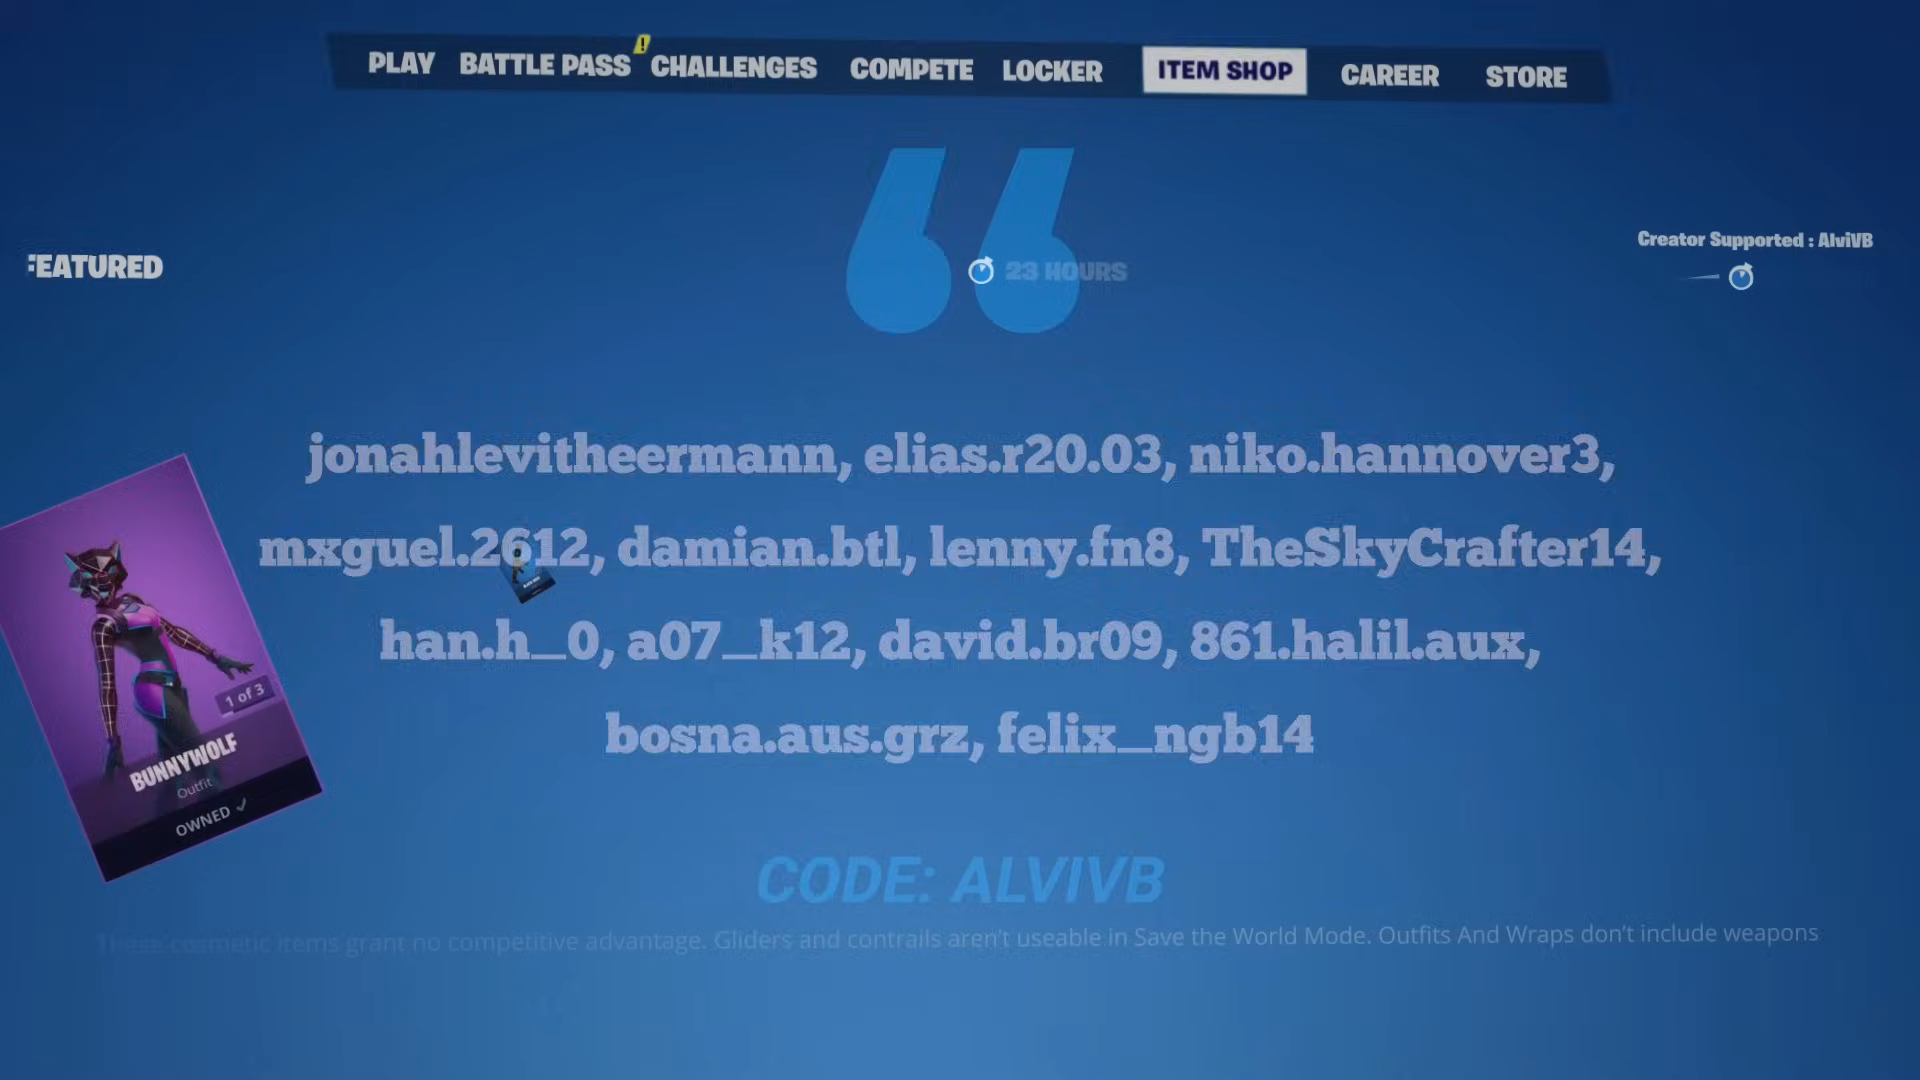 PLAY BATTLE PASS ! CHALLENGES COMPETE LOCKER ITEM SHOP CAREER STORE
Creator Supported : AlviVB
FEATURED
23 HOURS
jonahlevitheermann, elias.r20.03, niko.hannover3,
mxguel.2612, damian.btl, lenny.fn8, TheSkyCrafter14,
han.h_0, a07_k12, david.br09, 861.halil.aux,
bosna.aus.grz, felix_ngb14
1 of 3
BUNNYWOLF
Outfit
OWNED
CODE: ALVIVB
These cosmetic items grant no competitive advantage. Gliders and contrails aren't useable in Save the World Mode. Outfits And Wraps don't include weapons